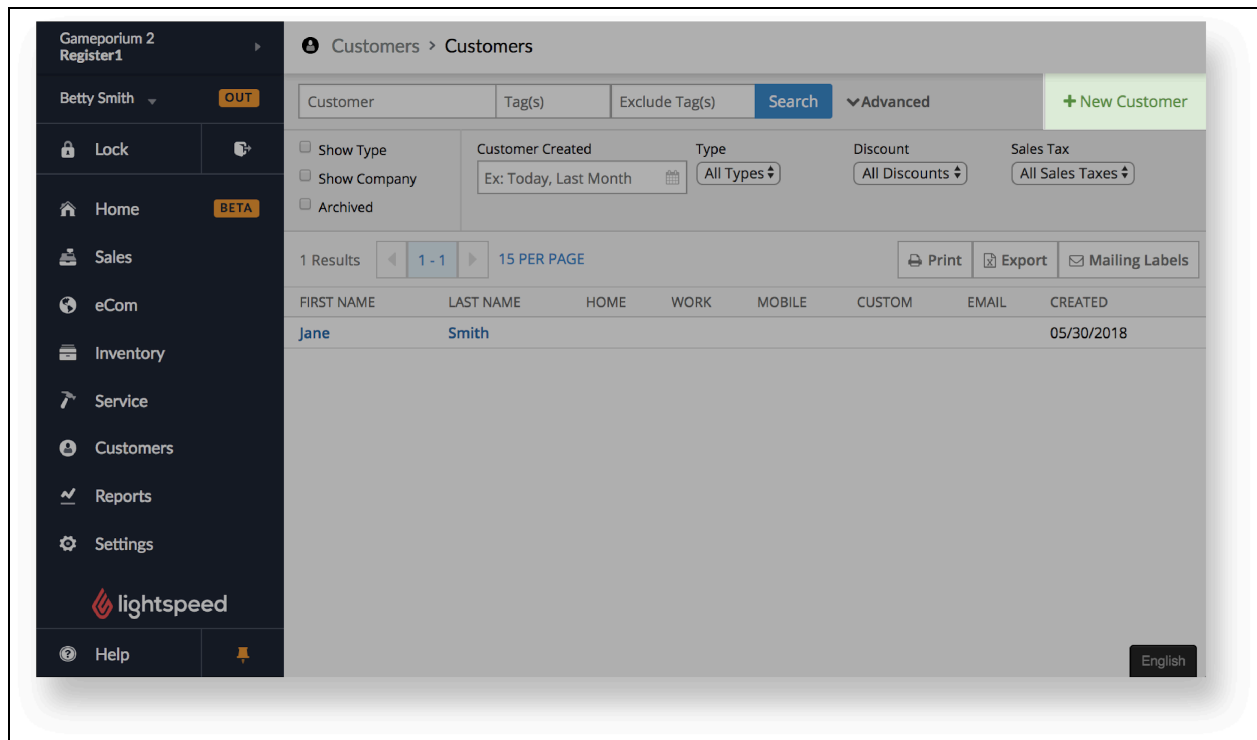 Gameporium 2
Register1
Betty Smith OUT
Lock
Home BETA
Sales
eCom
Inventory
Service
Customers
Reports
Settings
lightspeed
Help
Customers > Customers
Customer Tag(s) Exclude Tag(s) Search Advanced + New Customer
Show Type
Show Company
Archived
Customer Created Type Discount Sales Tax
Ex: Today, Last Month All Types All Discounts All Sales Taxes
1 Results 1 - 1 15 PER PAGE Print Export Mailing Labels
FIRST NAME LAST NAME HOME WORK MOBILE CUSTOM EMAIL CREATED
Jane Smith 05/30/2018
English